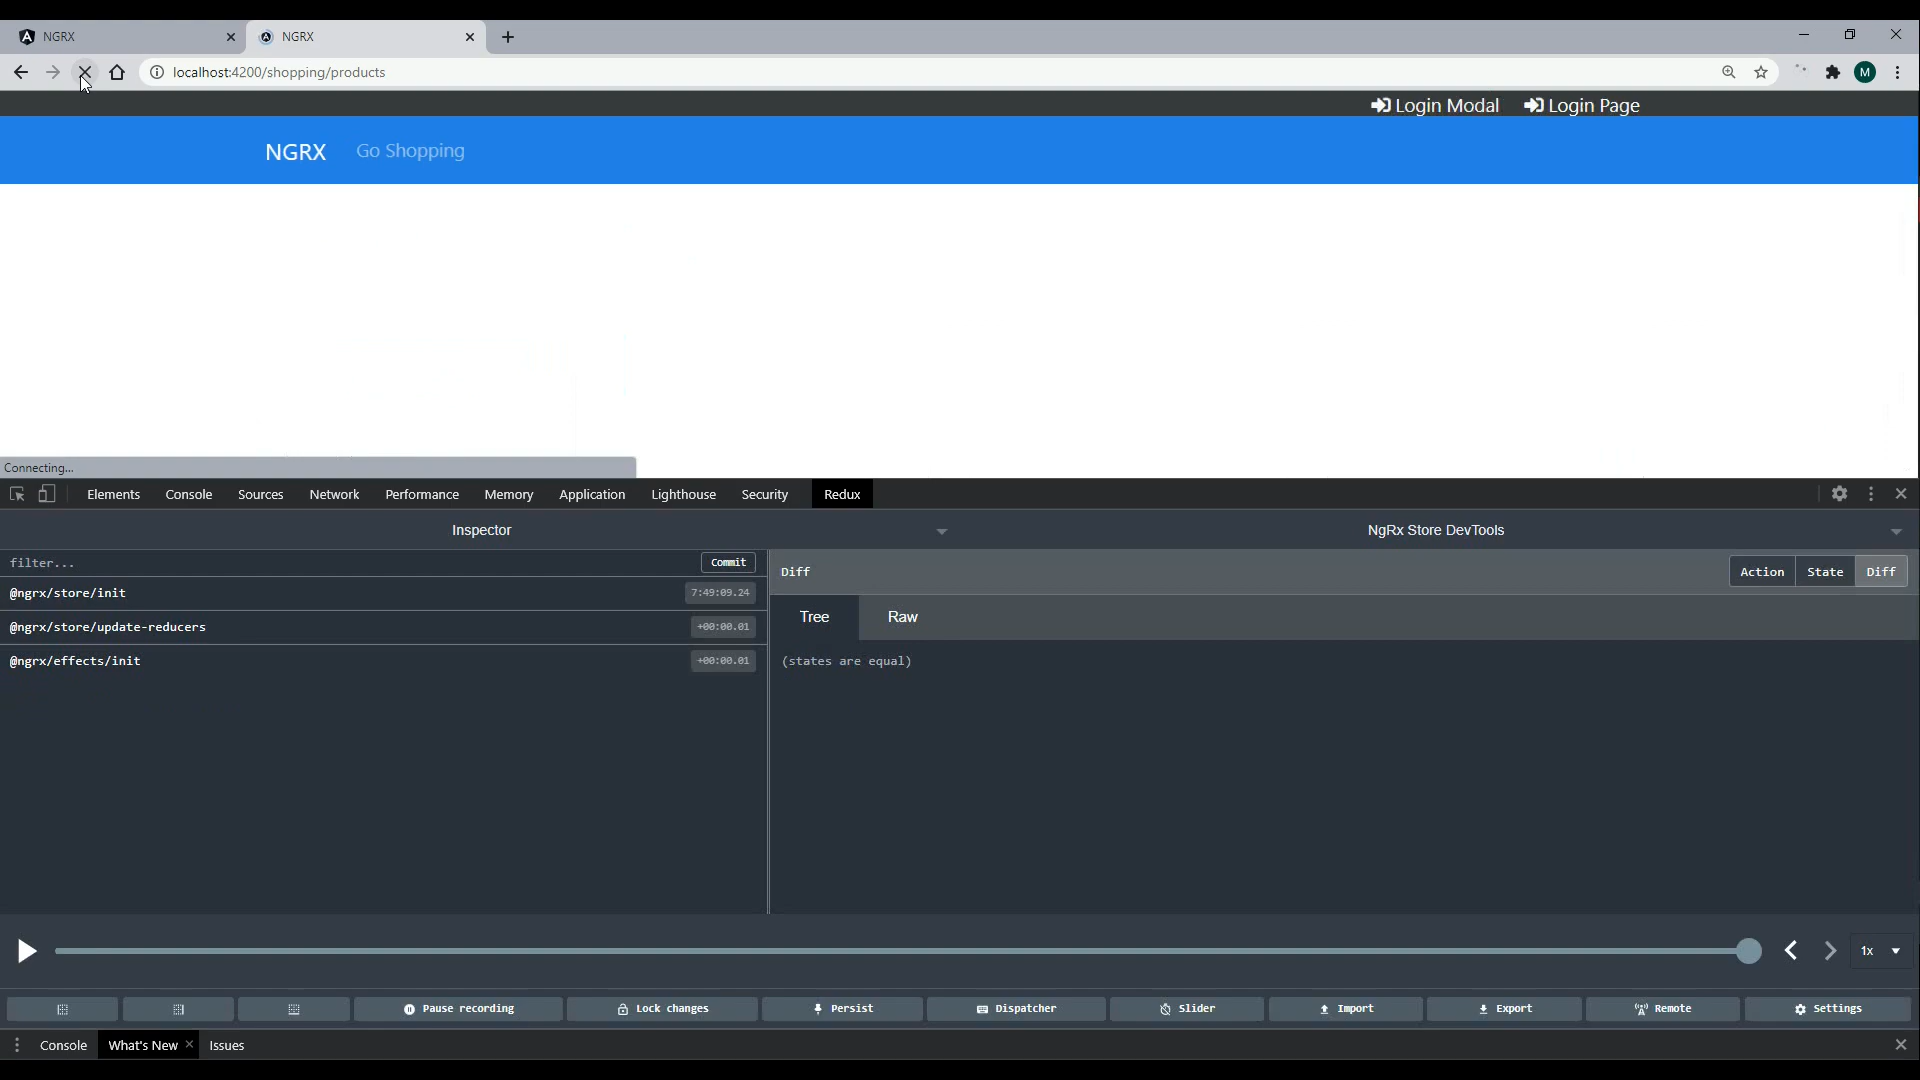 NGRX
NGRX
localhost:4200/shopping/products
M
Login Modal Login Page
NGRX Go Shopping
Connecting...
Elements Console Sources Network Performance Memory Application Lighthouse Security Redux
Inspector NgRx Store DevTools
filter... Commit
Diff Action State Diff
@ngrx/store/init 7:49:09.24
Tree Raw
@ngrx/store/update-reducers +00:00.01
@ngrx/effects/init +00:00.01
(states are equal)
1x
Pause recording Lock changes Persist Dispatcher Slider Import Export Remote Settings
Console What's New Issues